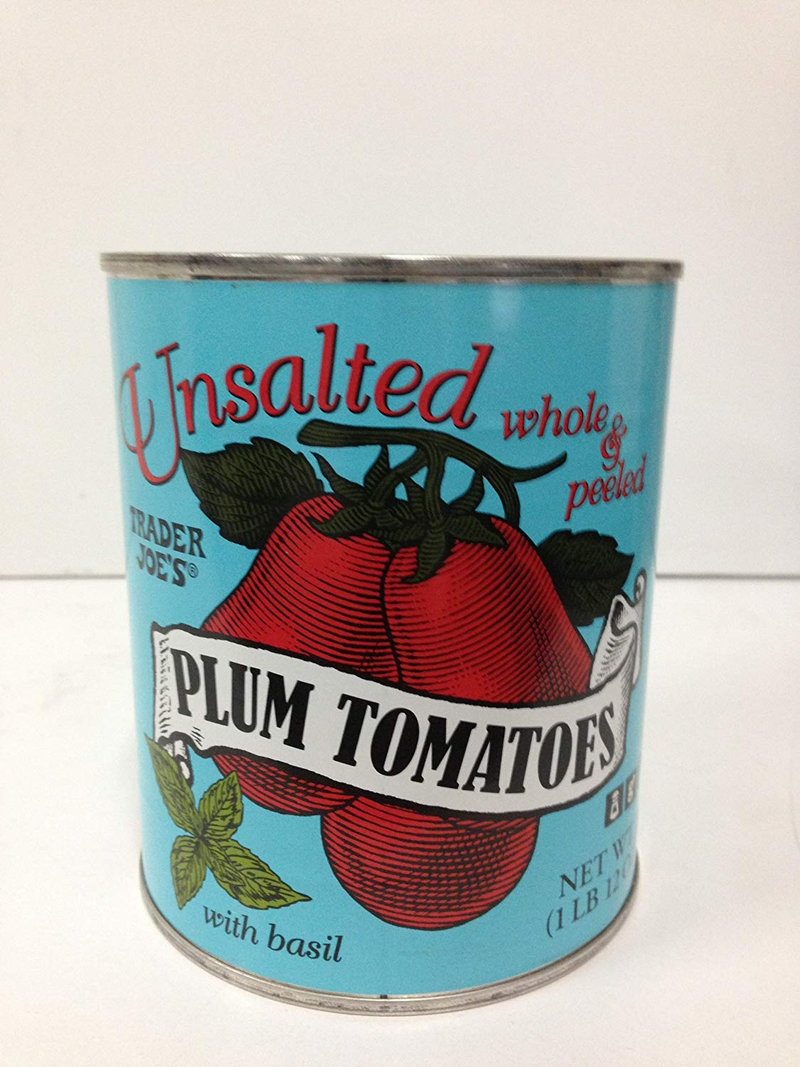 Unsalted
whole
&
peeled
TRADER
JOE'S®
PLUM TOMATOES
with basil
NET
(1 LB 12